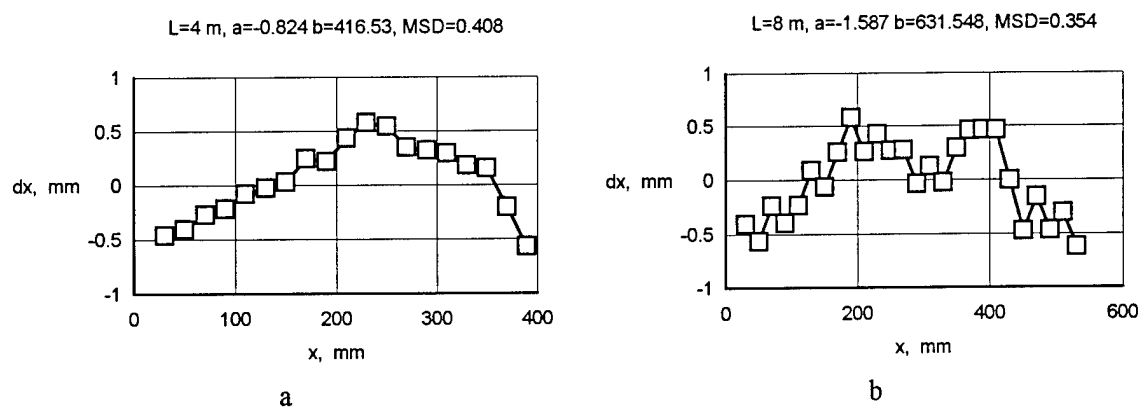 L=4 m, a=-0.824 b=416.53, MSD=0.408
1
0.5
0
-0.5
-1
dx, mm
0 100 200 300 400
x, mm
a
L=8 m, a=-1.587 b=631.548, MSD=0.354
1
0.5
0
-0.5
-1
dx, mm
0 200 400 600
x, mm
b